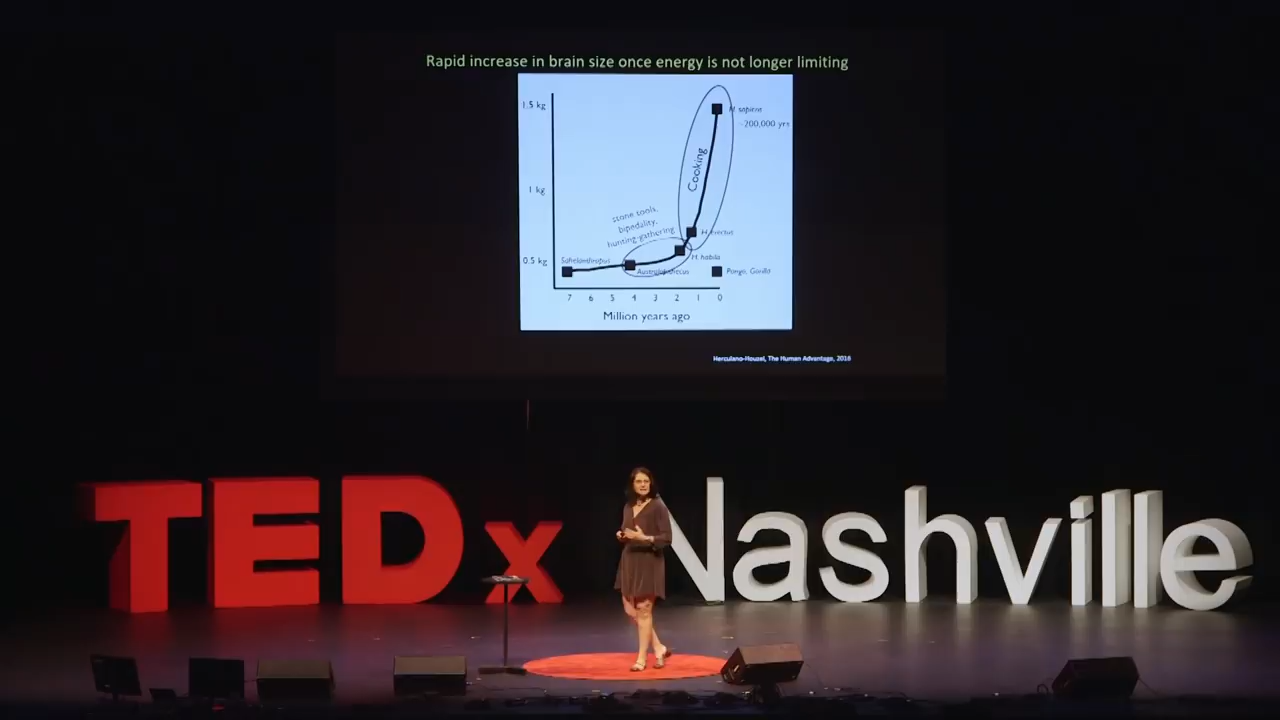 Rapid increase in brain size once energy is not longer limiting
1.5 kg
1 kg
0.5 kg
H. sapiens
~200,000 yrs
Cooking
stone tools,
bipedality,
hunting-gathering
H. erectus
H. habilis
Sahelanthropus
Australopithecus
Pongo, Gorilla
7 6 5 4 3 2 1 0
Million years ago
Herculano-Houzel, The Human Advantage, 2016
TEDx Nashville